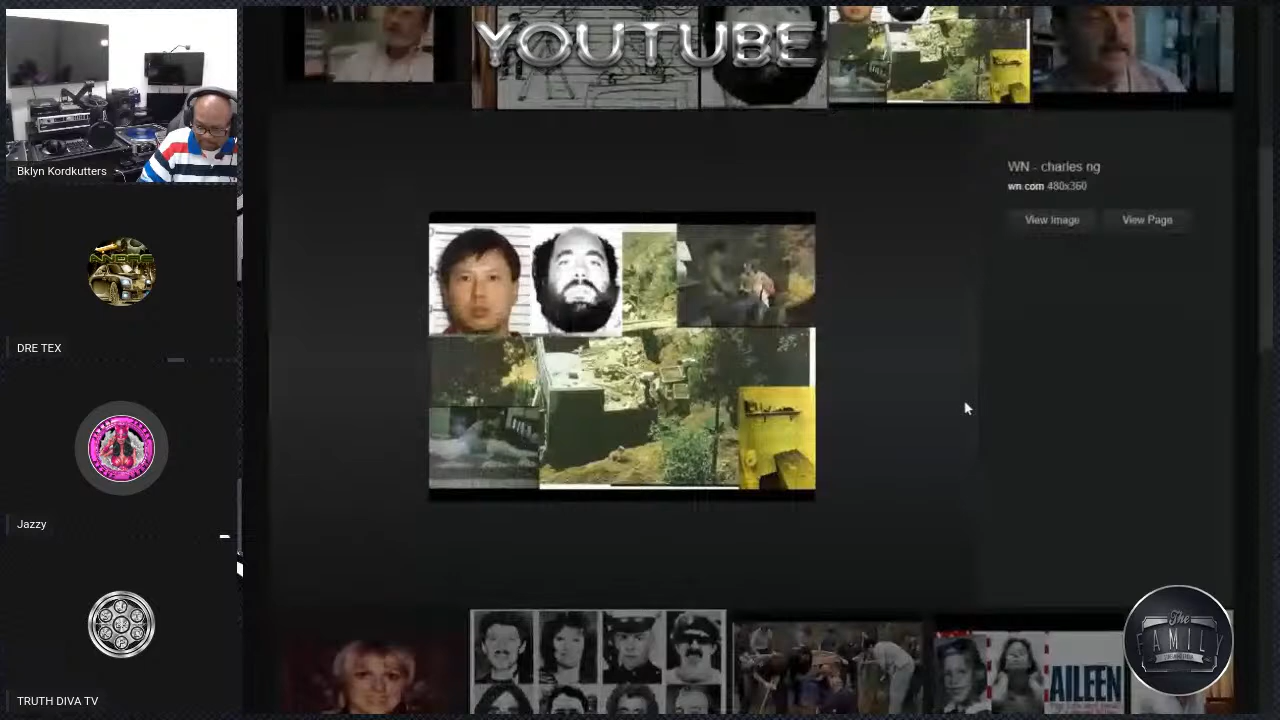 YOUTUBE
Bklyn Kordkutters
WN - charles ng
wn.com 480x360
View Image
View Page
ANDRE
DRE TEX
Jazzy
The
FAMILY
AILEEN
TRUTH DIVA TV